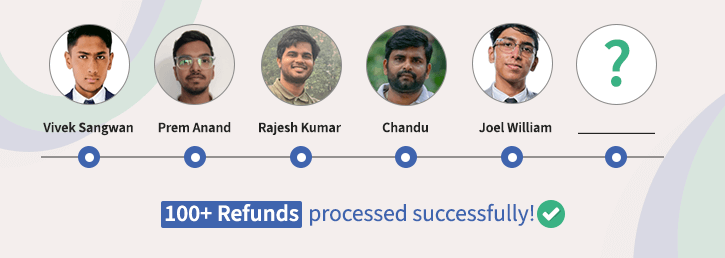 ?
Vivek Sangwan Prem Anand Rajesh Kumar Chandu Joel William
100+ Refunds processed successfully!